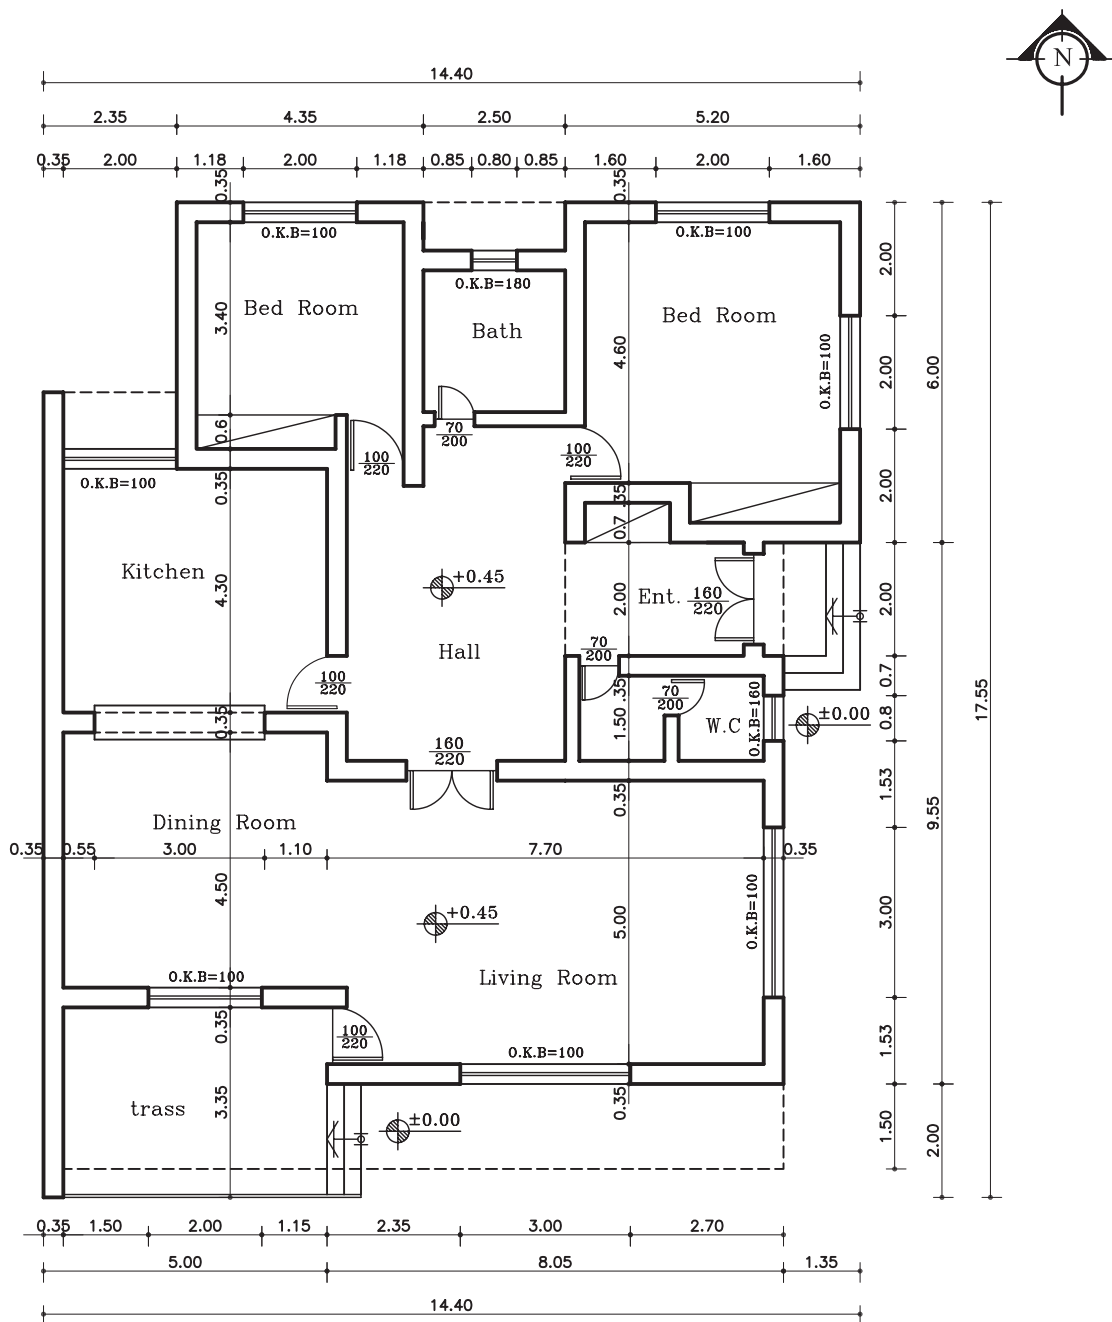 N
14.40
2.35 4.35 2.50 5.20
0.35 2.00 1.18 2.00 1.18 0.85 0.80 0.85 1.60 2.00 1.60
0.35 0.35
O.K.B=100 O.K.B=100
O.K.B=180
2.00
Bed Room
Bed Room
3.40
Bath
4.60
O.K.B=100
2.00
6.00
0.6
70
200
100
220
100
220
O.K.B=100
0.35
2.00
.35
0.7
Kitchen
4.30
+0.45
Ent.
160
220
2.00
2.00
Hall
70
200
100
220
0.7
.35
70
200
W.C
O.K.B=160
0.8
±0.00
17.55
0.35
1.50
160
220
1.53
0.35
9.55
Dining Room
0.35 0.55 3.00 1.10 7.70 0.35
4.50
+0.45
5.00
O.K.B=100
3.00
O.K.B=100
Living Room
0.35
100
220
O.K.B=100
1.53
trass
3.35
±0.00
0.35
1.50
2.00
0.35 1.50 2.00 1.15 2.35 3.00 2.70
5.00 8.05 1.35
14.40